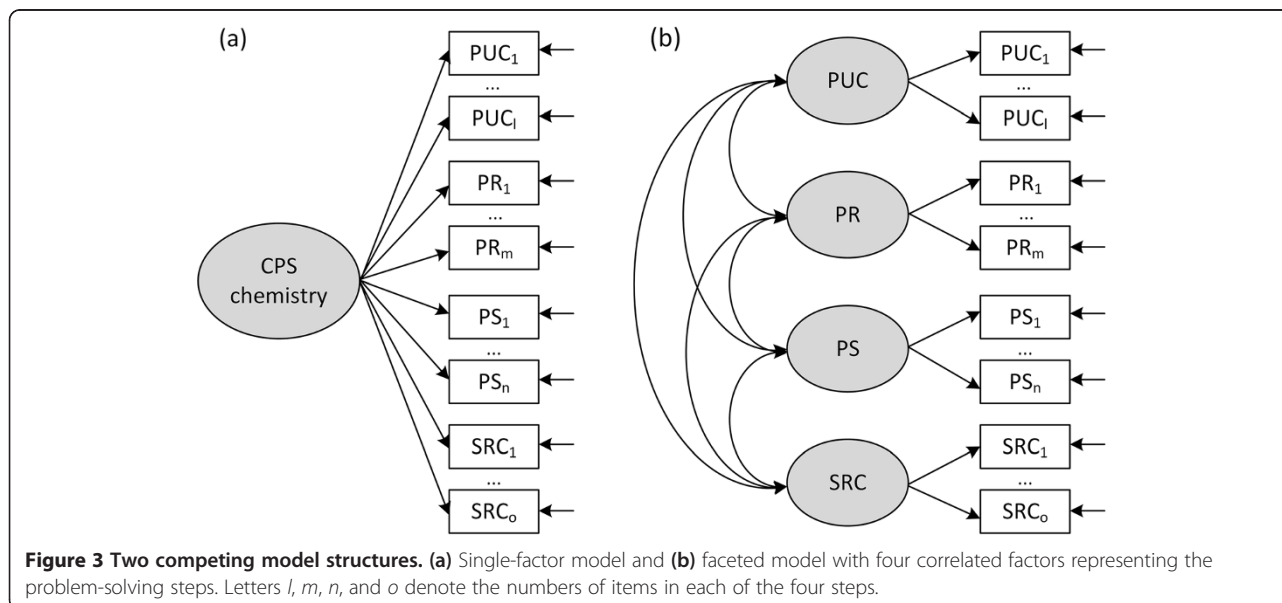 (a)
PUC₁
...
PUCₗ
PR₁
...
PRₘ
CPS
chemistry
PS₁
...
PSₙ
SRC₁
...
SRCₒ
(b)
PUC
PUC₁
...
PUCₗ
PR
PR₁
...
PRₘ
PS
PS₁
...
PSₙ
SRC
SRC₁
...
SRCₒ
Figure 3 Two competing model structures. (a) Single-factor model and (b) faceted model with four correlated factors representing the
problem-solving steps. Letters l, m, n, and o denote the numbers of items in each of the four steps.